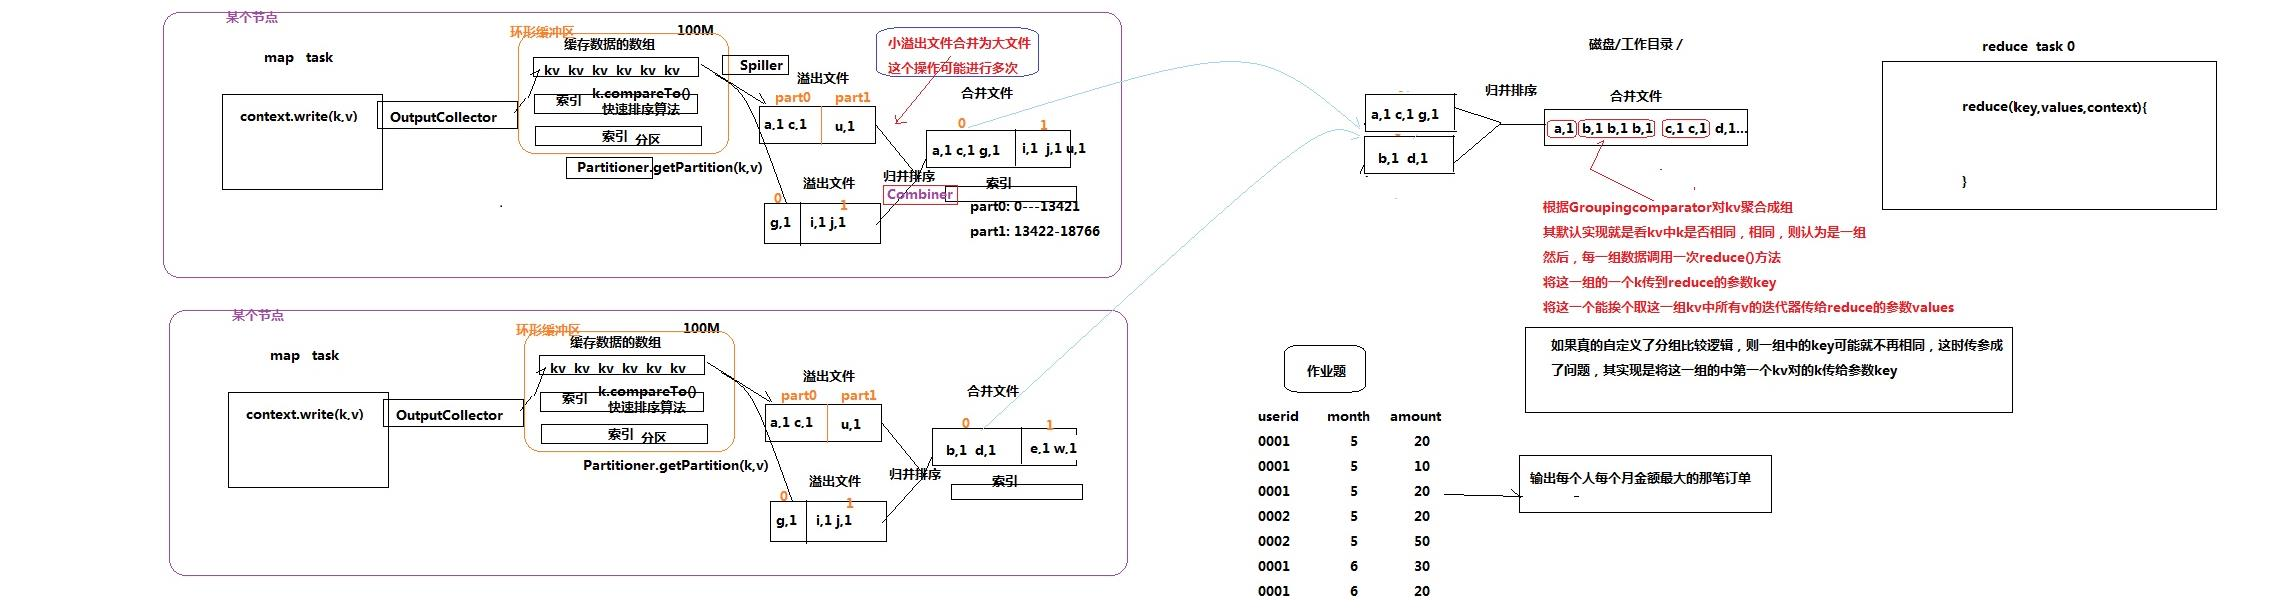 某个节点
map task
context.write(k,v)
OutputCollector
环形缓冲区
100M
缓存数据的数组
kv kv kv kv kv kv
索引 k.compareTo()
快速排序算法
索引 分区
Partitioner.getPartition(k,v)
Spiller
溢出文件
part0 part1
a,1 c,1 u,1
溢出文件
0 1
g,1 i,1 j,1
小溢出文件合并为大文件
这个操作可能进行多次
合并文件
0 1
a,1 c,1 g,1 i,1 j,1 u,1
归并排序
Combiner
索引
part0: 0---13421
part1: 13422-18766
某个节点
map task
context.write(k,v)
OutputCollector
环形缓冲区
100M
缓存数据的数组
kv kv kv kv kv kv
索引 k.compareTo()
快速排序算法
索引 分区
Partitioner.getPartition(k,v)
溢出文件
part0 part1
a,1 c,1 u,1
溢出文件
0 1
g,1 i,1 j,1
合并文件
0 1
b,1 d,1 e,1 w,1
归并排序
索引
磁盘/工作目录 /
a,1 c,1 g,1
b,1 d,1
归并排序
合并文件
a,1 b,1 b,1 b,1 c,1 c,1 d,1...
根据Groupingcomparator对kv聚合成组
其默认实现就是看kv中k是否相同，相同，则认为是一组
然后，每一组数据调用一次reduce()方法
将这一组的一个k传到reduce的参数key
将这一个能挨个取这一组kv中所有v的迭代器传给reduce的参数values
如果真的自定义了分组比较逻辑，则一组中的key可能就不再相同，这时传参成
了问题，其实现是将这一组的中第一个kv对的k传给参数key
reduce task 0
reduce(key,values,context){
}
作业题
userid month amount
0001 5 20
0001 5 10
0001 5 20
0002 5 20
0002 5 50
0001 6 30
0001 6 20
输出每个人每个月金额最大的那笔订单